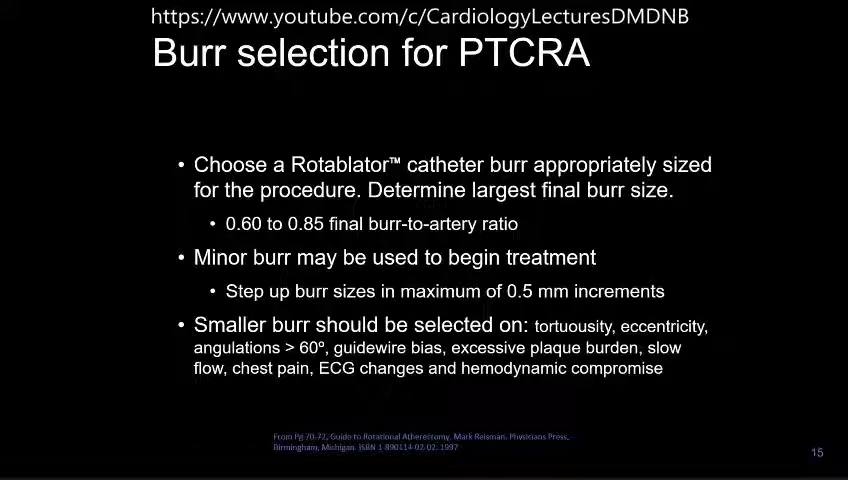 https://www.youtube.com/c/CardiologyLecturesDMDNB
Burr selection for PTCRA
• Choose a Rotablator™ catheter burr appropriately sized
for the procedure. Determine largest final burr size.
• 0.60 to 0.85 final burr-to-artery ratio
• Minor burr may be used to begin treatment
• Step up burr sizes in maximum of 0.5 mm increments
• Smaller burr should be selected on: tortuousity, eccentricity,
angulations > 60º, guidewire bias, excessive plaque burden, slow
flow, chest pain, ECG changes and hemodynamic compromise
From Pg 70-72, Guide to Rotational Atherectomy, Mark Reisman, Physicians Press,
Birmingham, Michigan. ISBN 1-890114-02-02. 1997
15